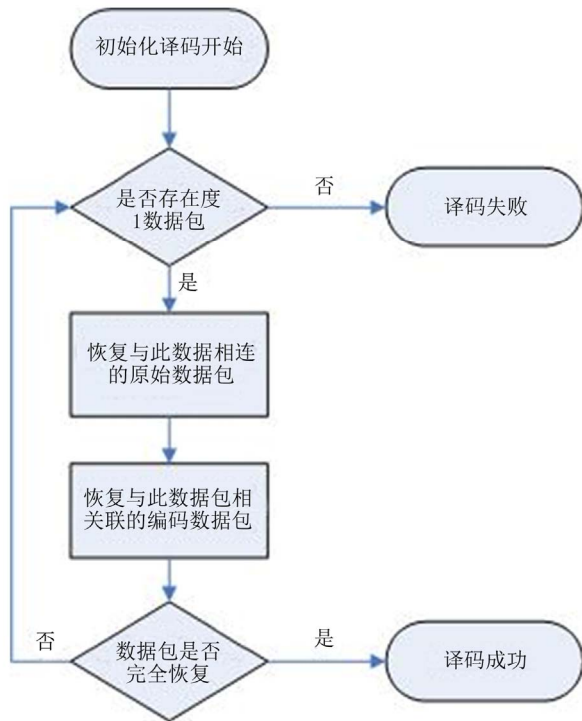 初始化译码开始
是否存在度
1数据包
否
译码失败
是
恢复与此数据相连
的原始数据包
恢复与此数据包相
关联的编码数据包
否
数据包是否
完全恢复
是
译码成功